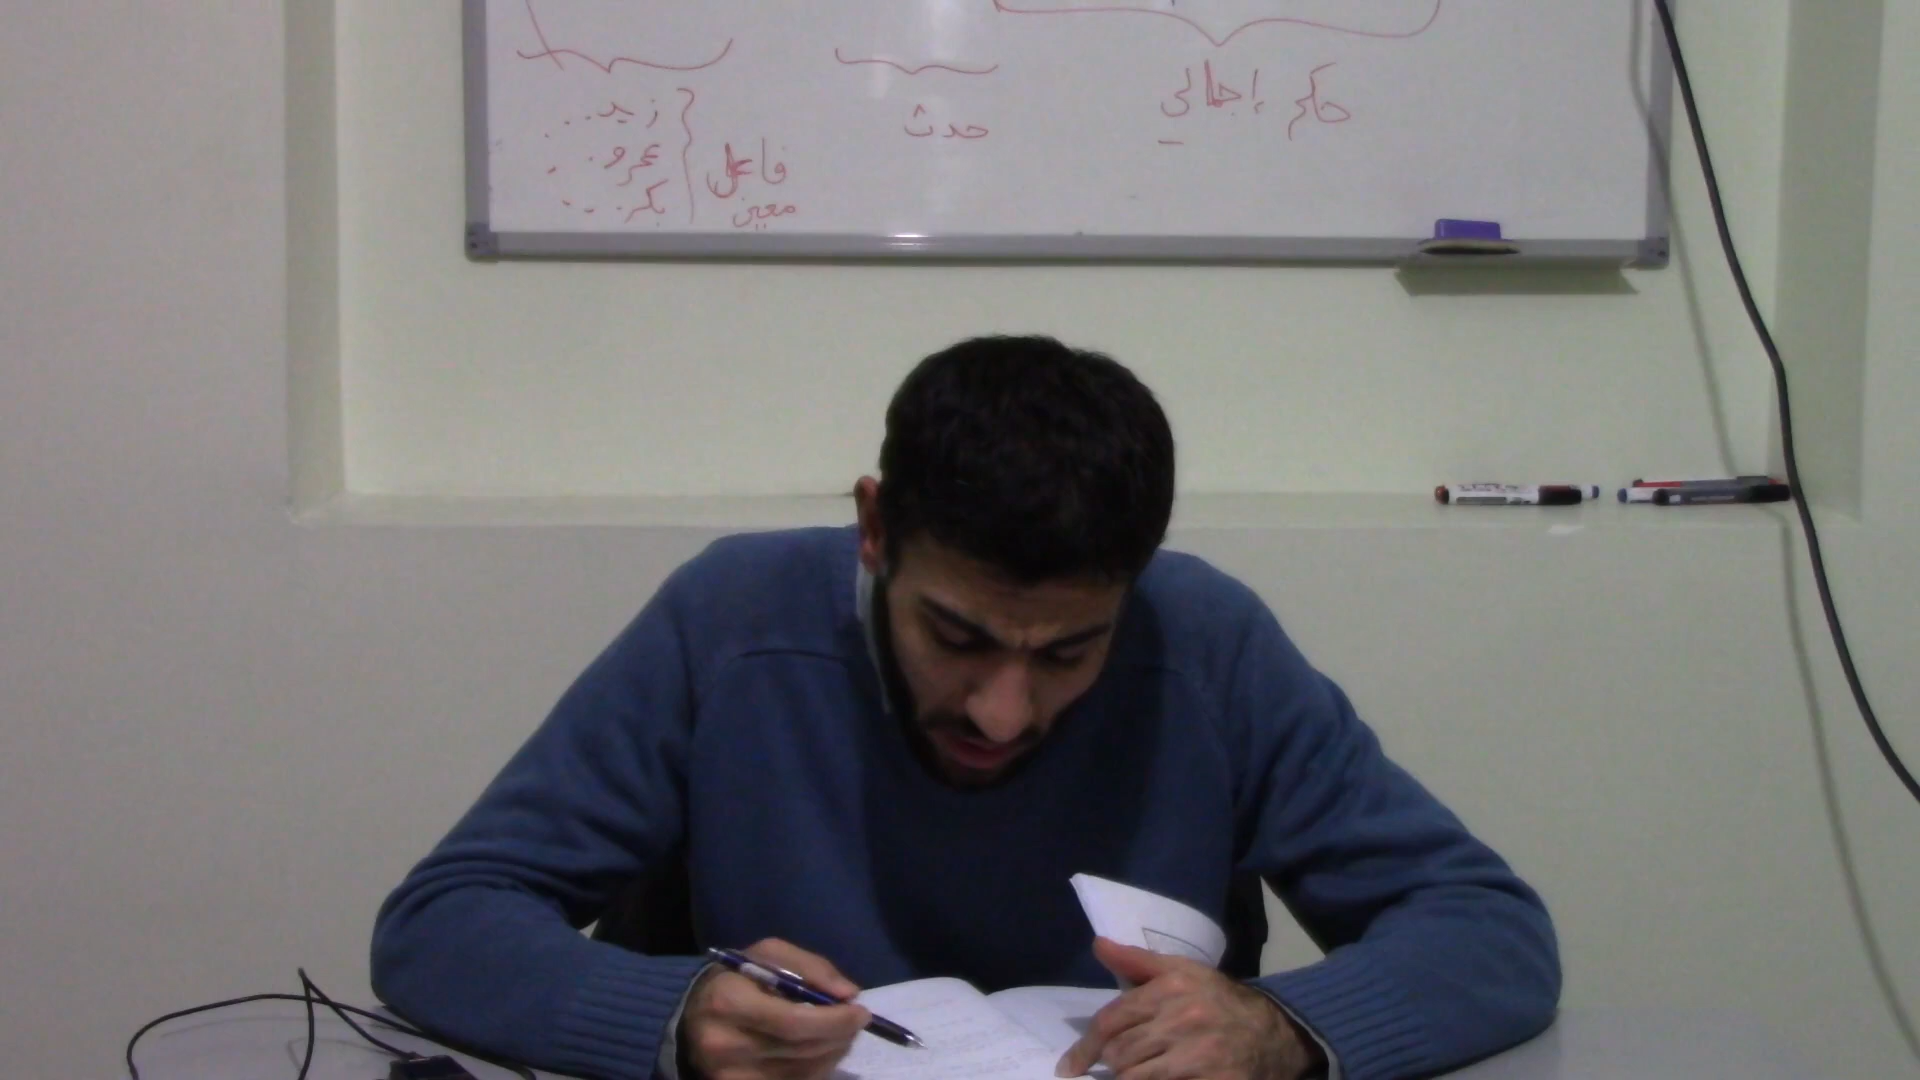 حكم إجمالي
حدث
فاعل
معين
زيد...
عمرو..
بكر...